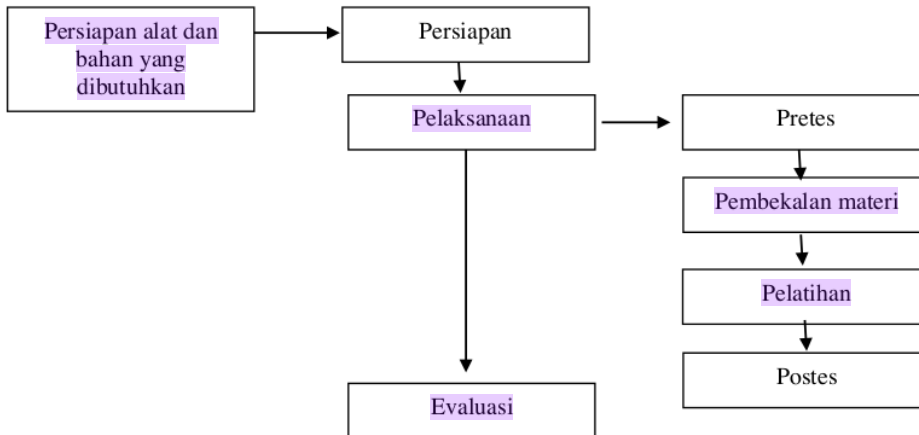 Persiapan alat dan
bahan yang
dibutuhkan
Persiapan
Pelaksanaan
Pretes
Pembekalan materi
Pelatihan
Postes
Evaluasi